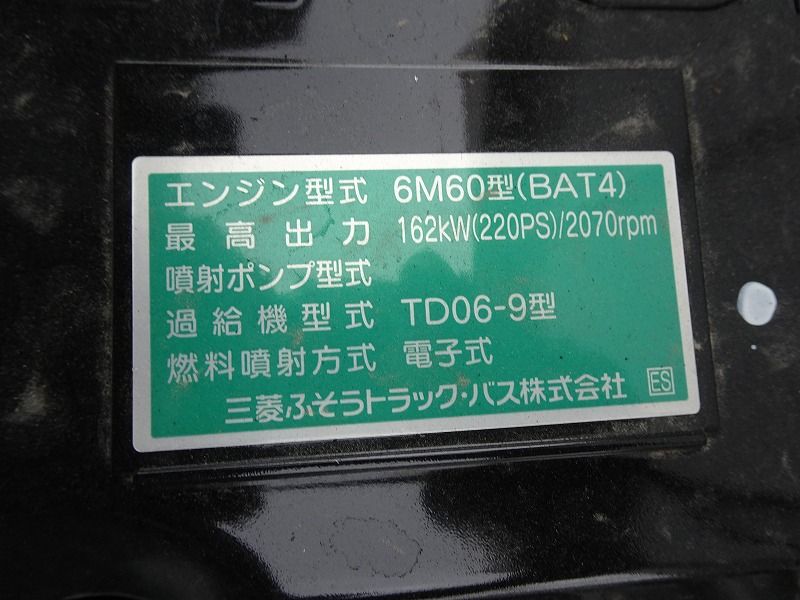 エンジン型式 6M60型(BAT4)
最高出力 162kW(220PS)/2070rpm
噴射ポンプ型式
過給機型式 TD06-9型
燃料噴射方式 電子式
三菱ふそうトラック・バス株式会社 ES